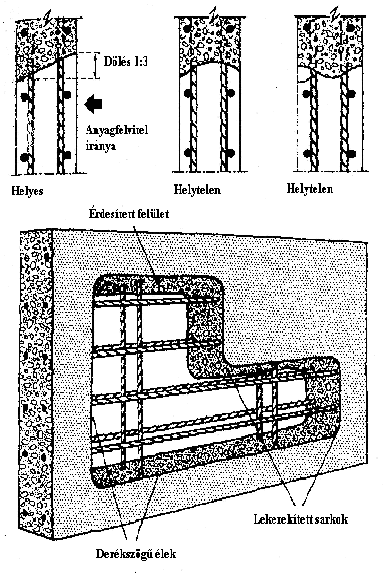 Dőlés 1:3
Anyagfelvitel
iránya
Helyes
Helytelen
Helytelen
Érdesített felület
Lekerekített sarkok
Derékszögű élek